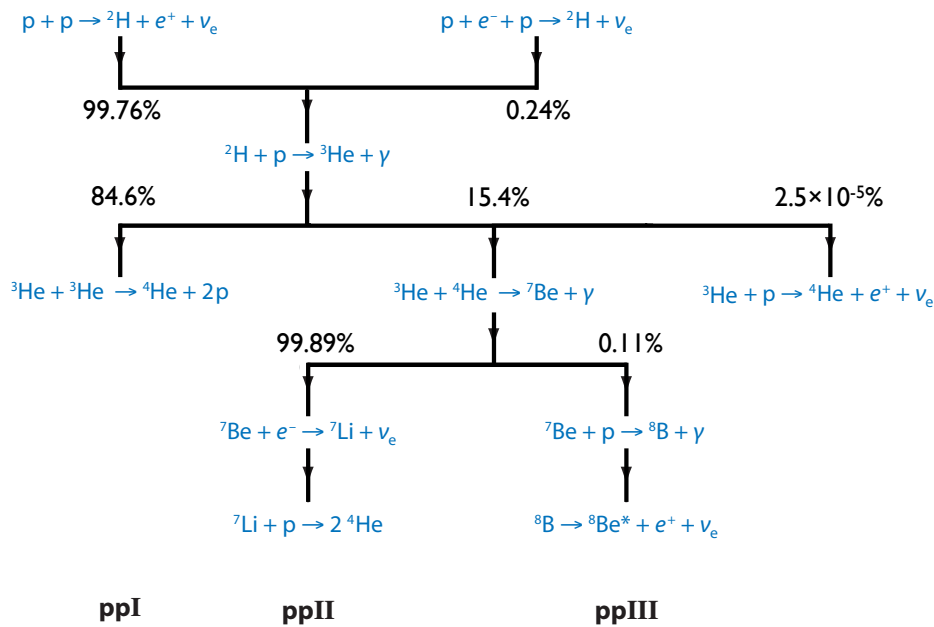 p + p → ²H + e⁺ + νₑ
p + e⁻ + p → ²H + νₑ
99.76%
0.24%
²H + p → ³He + γ
84.6%
15.4%
2.5×10⁻⁵%
³He + ³He → ⁴He + 2p
³He + ⁴He → ⁷Be + γ
³He + p → ⁴He + e⁺ + νₑ
99.89%
0.11%
⁷Be + e⁻ → ⁷Li + νₑ
⁷Be + p → ⁸B + γ
⁷Li + p → 2 ⁴He
⁸B → ⁸Be* + e⁺ + νₑ
ppI
ppII
ppIII